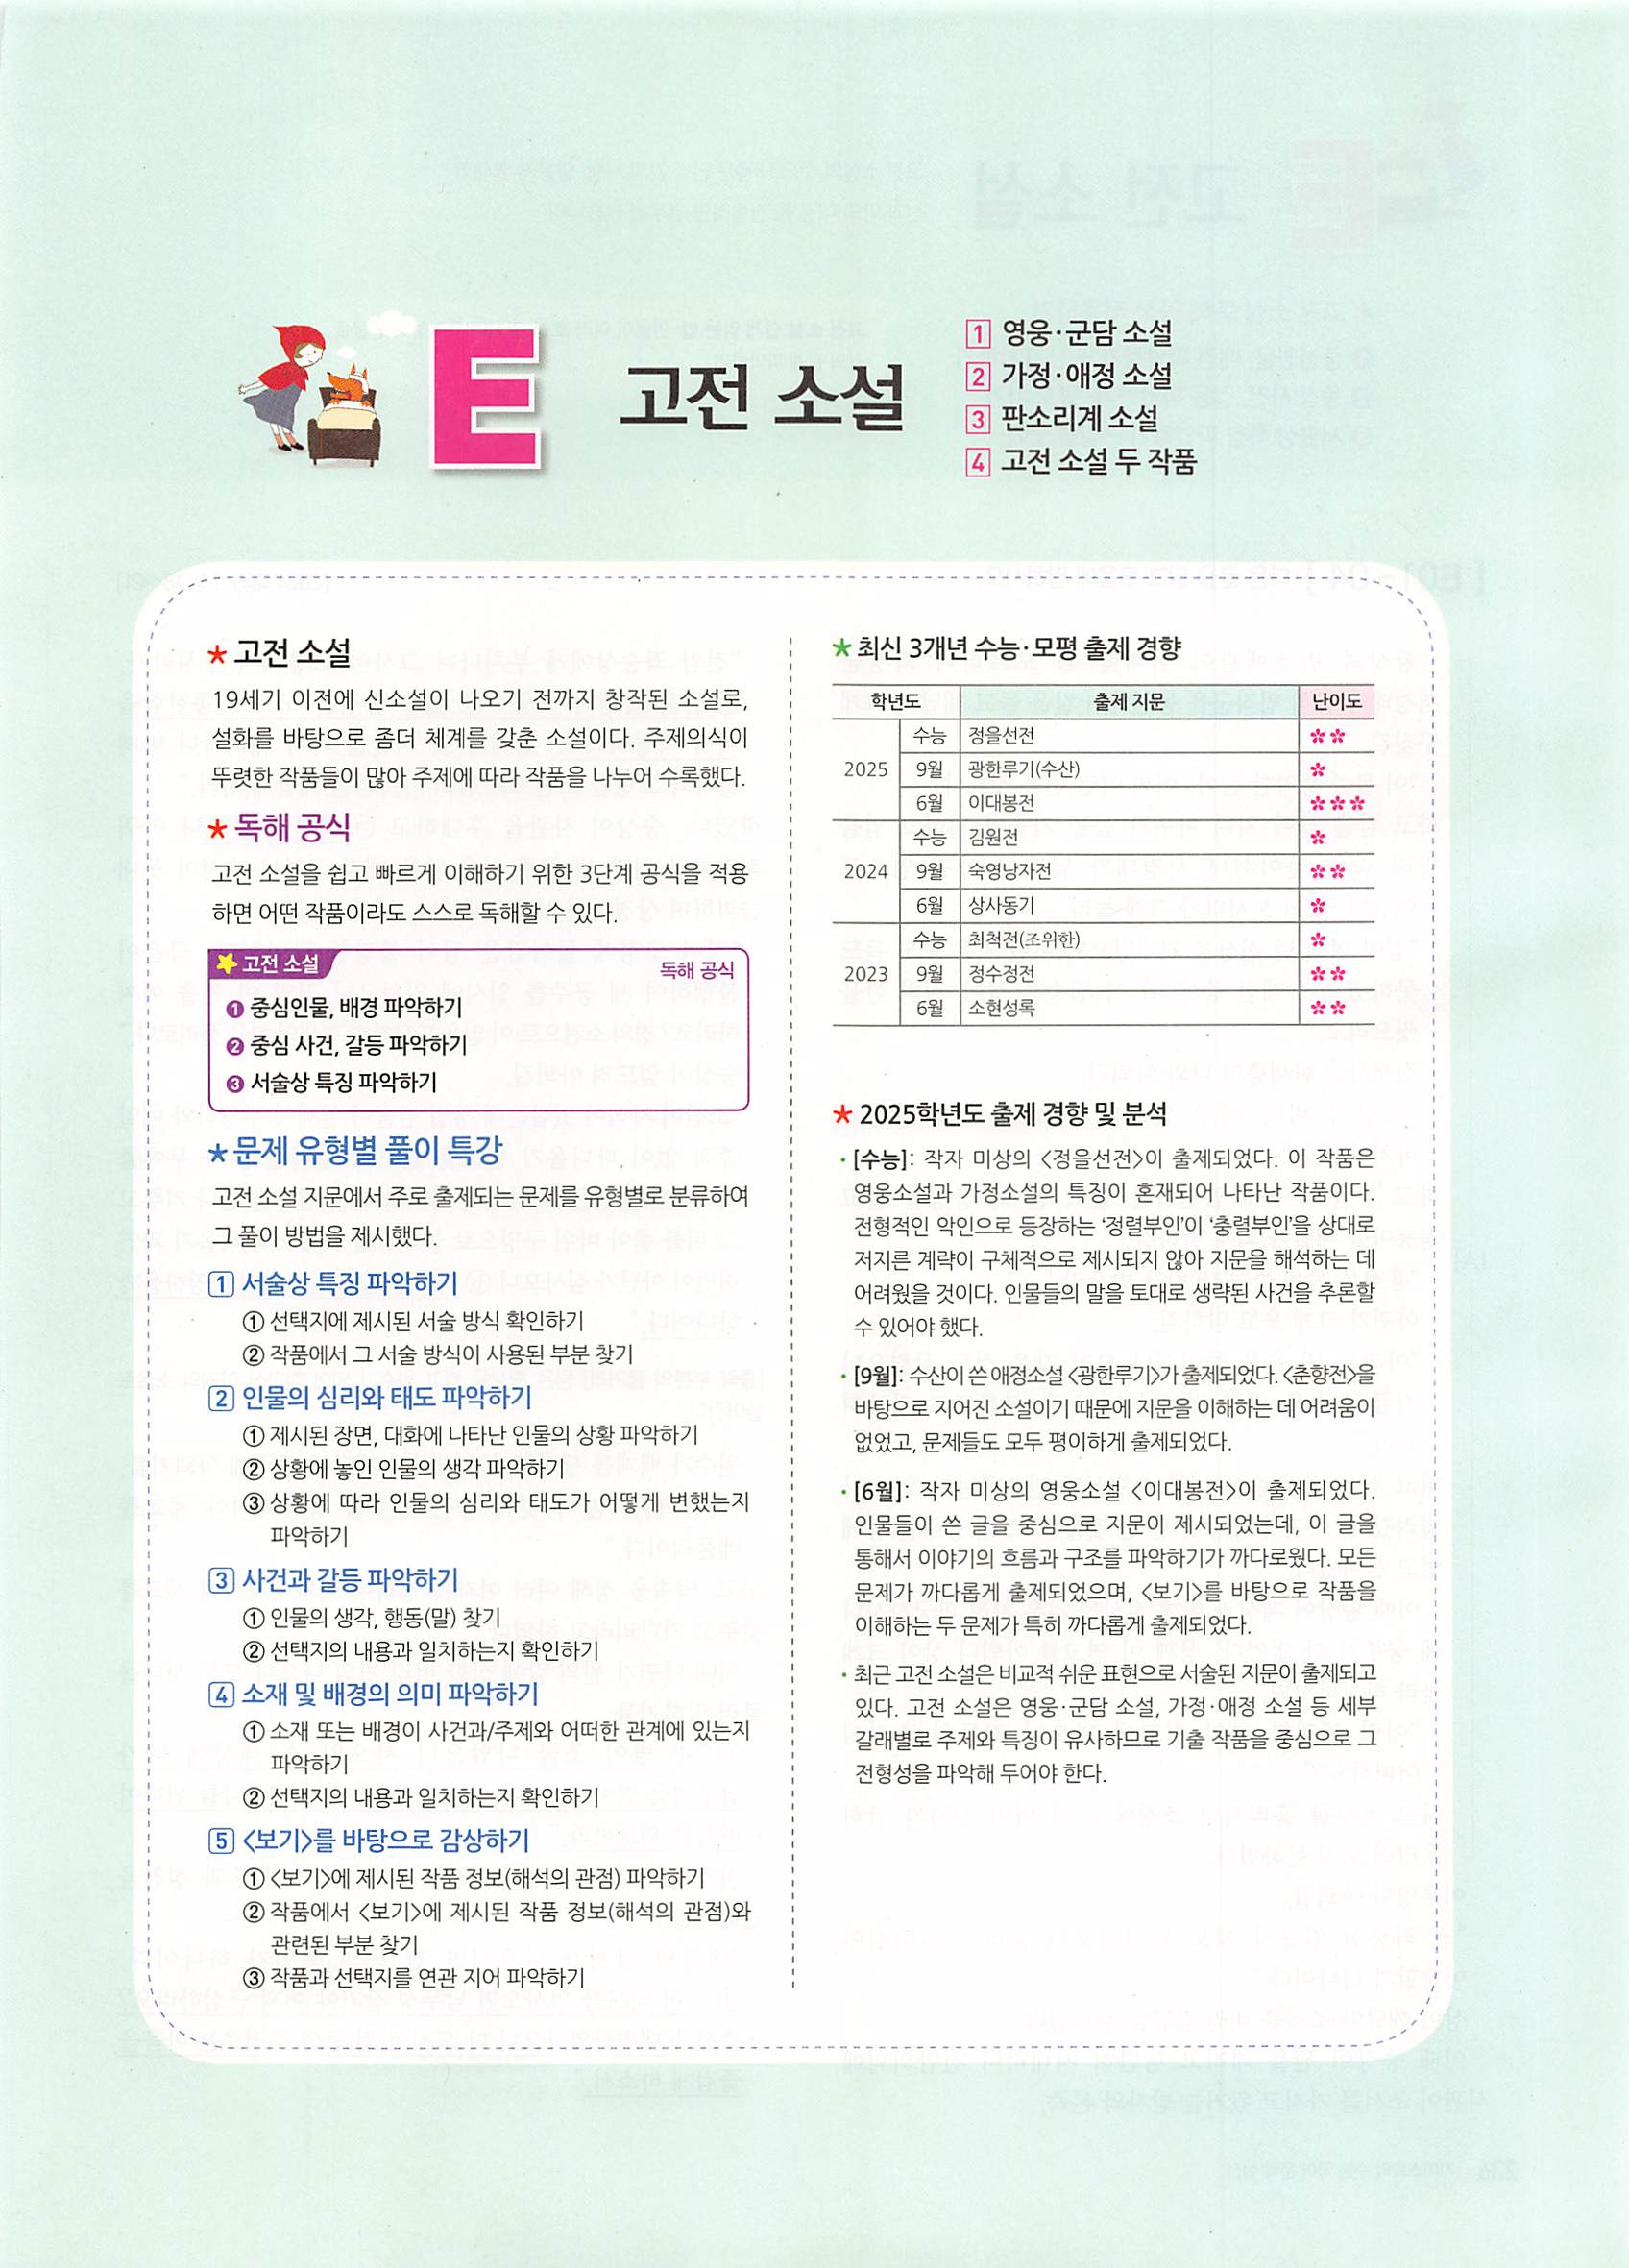 E 고전 소설
1 영웅·군담 소설
2 가정·애정 소설
3 판소리계 소설
4 고전 소설 두 작품
* 고전 소설
19세기 이전에 신소설이 나오기 전까지 창작된 소설로,
설화를 바탕으로 좀더 체계를 갖춘 소설이다. 주제의식이
뚜렷한 작품들이 많아 주제에 따라 작품을 나누어 수록했다.
* 독해 공식
고전 소설을 쉽고 빠르게 이해하기 위한 3단계 공식을 적용
하면 어떤 작품이라도 스스로 독해할 수 있다.
고전 소설 독해 공식
❶ 중심인물, 배경 파악하기
❷ 중심 사건, 갈등 파악하기
❸ 서술상 특징 파악하기
* 문제 유형별 풀이 특강
고전 소설 지문에서 주로 출제되는 문제를 유형별로 분류하여
그 풀이 방법을 제시했다.
1 서술상 특징 파악하기
① 선택지에 제시된 서술 방식 확인하기
② 작품에서 그 서술 방식이 사용된 부분 찾기
2 인물의 심리와 태도 파악하기
① 제시된 장면, 대화에 나타난 인물의 상황 파악하기
② 상황에 놓인 인물의 생각 파악하기
③ 상황에 따라 인물의 심리와 태도가 어떻게 변했는지
파악하기
3 사건과 갈등 파악하기
① 인물의 생각, 행동(말) 찾기
② 선택지의 내용과 일치하는지 확인하기
4 소재 및 배경의 의미 파악하기
① 소재 또는 배경이 사건과/주제와 어떠한 관계에 있는지
파악하기
② 선택지의 내용과 일치하는지 확인하기
5 <보기>를 바탕으로 감상하기
① <보기>에 제시된 작품 정보(해석의 관점) 파악하기
② 작품에서 <보기>에 제시된 작품 정보(해석의 관점)와
관련된 부분 찾기
③ 작품과 선택지를 연관 지어 파악하기
* 최신 3개년 수능·모평 출제 경향
학년도 출제 지문 난이도
2025 수능 정을선전 **
9월 광한루기(수산) *
6월 이대봉전 ***
2024 수능 김원전 *
9월 숙영낭자전 **
6월 상사동기 *
2023 수능 최척전(조위한) *
9월 정수정전 **
6월 소현성록 **
* 2025학년도 출제 경향 및 분석
· [수능]: 작자 미상의 <정을선전>이 출제되었다. 이 작품은
영웅소설과 가정소설의 특징이 혼재되어 나타난 작품이다.
전형적인 악인으로 등장하는 '정렬부인'이 '충렬부인'을 상대로
저지른 계략이 구체적으로 제시되지 않아 지문을 해석하는 데
어려웠을 것이다. 인물들의 말을 토대로 생략된 사건을 추론할
수 있어야 했다.
· [9월]: 수산이 쓴 애정소설 <광한루기>가 출제되었다. <춘향전>을
바탕으로 지어진 소설이기 때문에 지문을 이해하는 데 어려움이
없었고, 문제들도 모두 평이하게 출제되었다.
· [6월]: 작자 미상의 영웅소설 <이대봉전>이 출제되었다.
인물들이 쓴 글을 중심으로 지문이 제시되었는데, 이 글을
통해서 이야기의 흐름과 구조를 파악하기가 까다로웠다. 모든
문제가 까다롭게 출제되었으며, <보기>를 바탕으로 작품을
이해하는 두 문제가 특히 까다롭게 출제되었다.
· 최근 고전 소설은 비교적 쉬운 표현으로 서술된 지문이 출제되고
있다. 고전 소설은 영웅·군담 소설, 가정·애정 소설 등 세부
갈래별로 주제와 특징이 유사하므로 기출 작품을 중심으로 그
전형성을 파악해 두어야 한다.